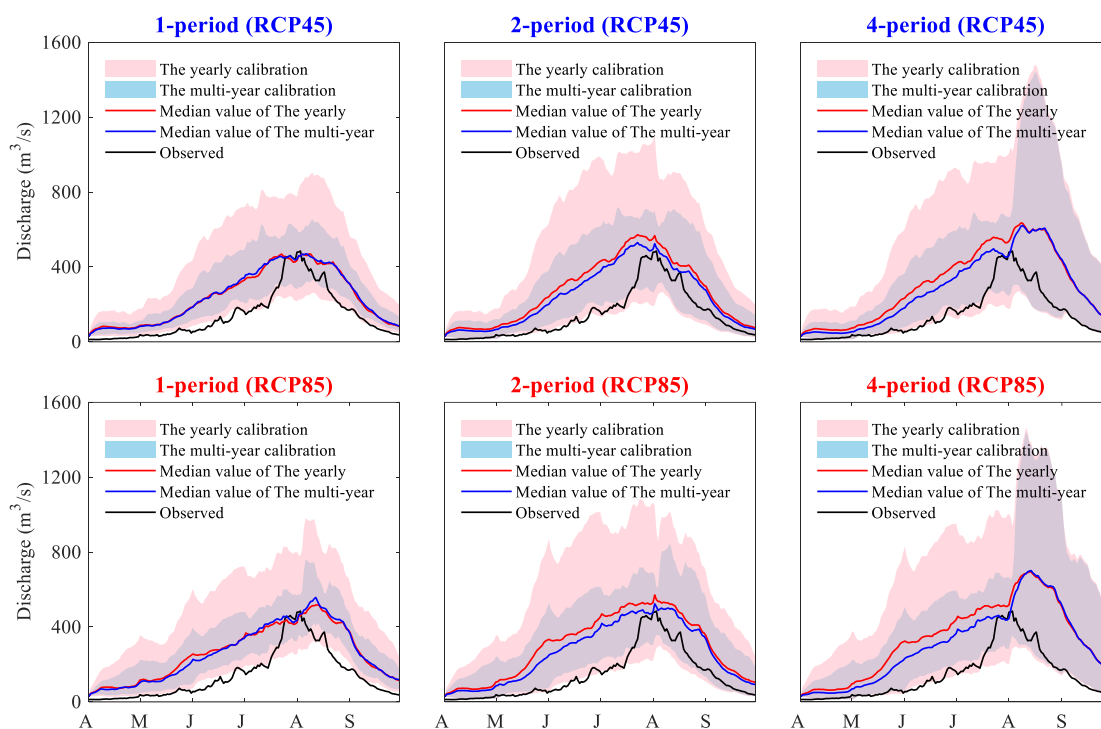 1-period (RCP45)
2-period (RCP45)
4-period (RCP45)
1600
1200
800
400
0
Discharge (m³/s)
The yearly calibration
The multi-year calibration
Median value of The yearly
Median value of The multi-year
Observed
The yearly calibration
The multi-year calibration
Median value of The yearly
Median value of The multi-year
Observed
The yearly calibration
The multi-year calibration
Median value of The yearly
Median value of The multi-year
Observed
1-period (RCP85)
2-period (RCP85)
4-period (RCP85)
1600
1200
800
400
0
Discharge (m³/s)
The yearly calibration
The multi-year calibration
Median value of The yearly
Median value of The multi-year
Observed
The yearly calibration
The multi-year calibration
Median value of The yearly
Median value of The multi-year
Observed
The yearly calibration
The multi-year calibration
Median value of The yearly
Median value of The multi-year
Observed
A M J J A S
A M J J A S
A M J J A S